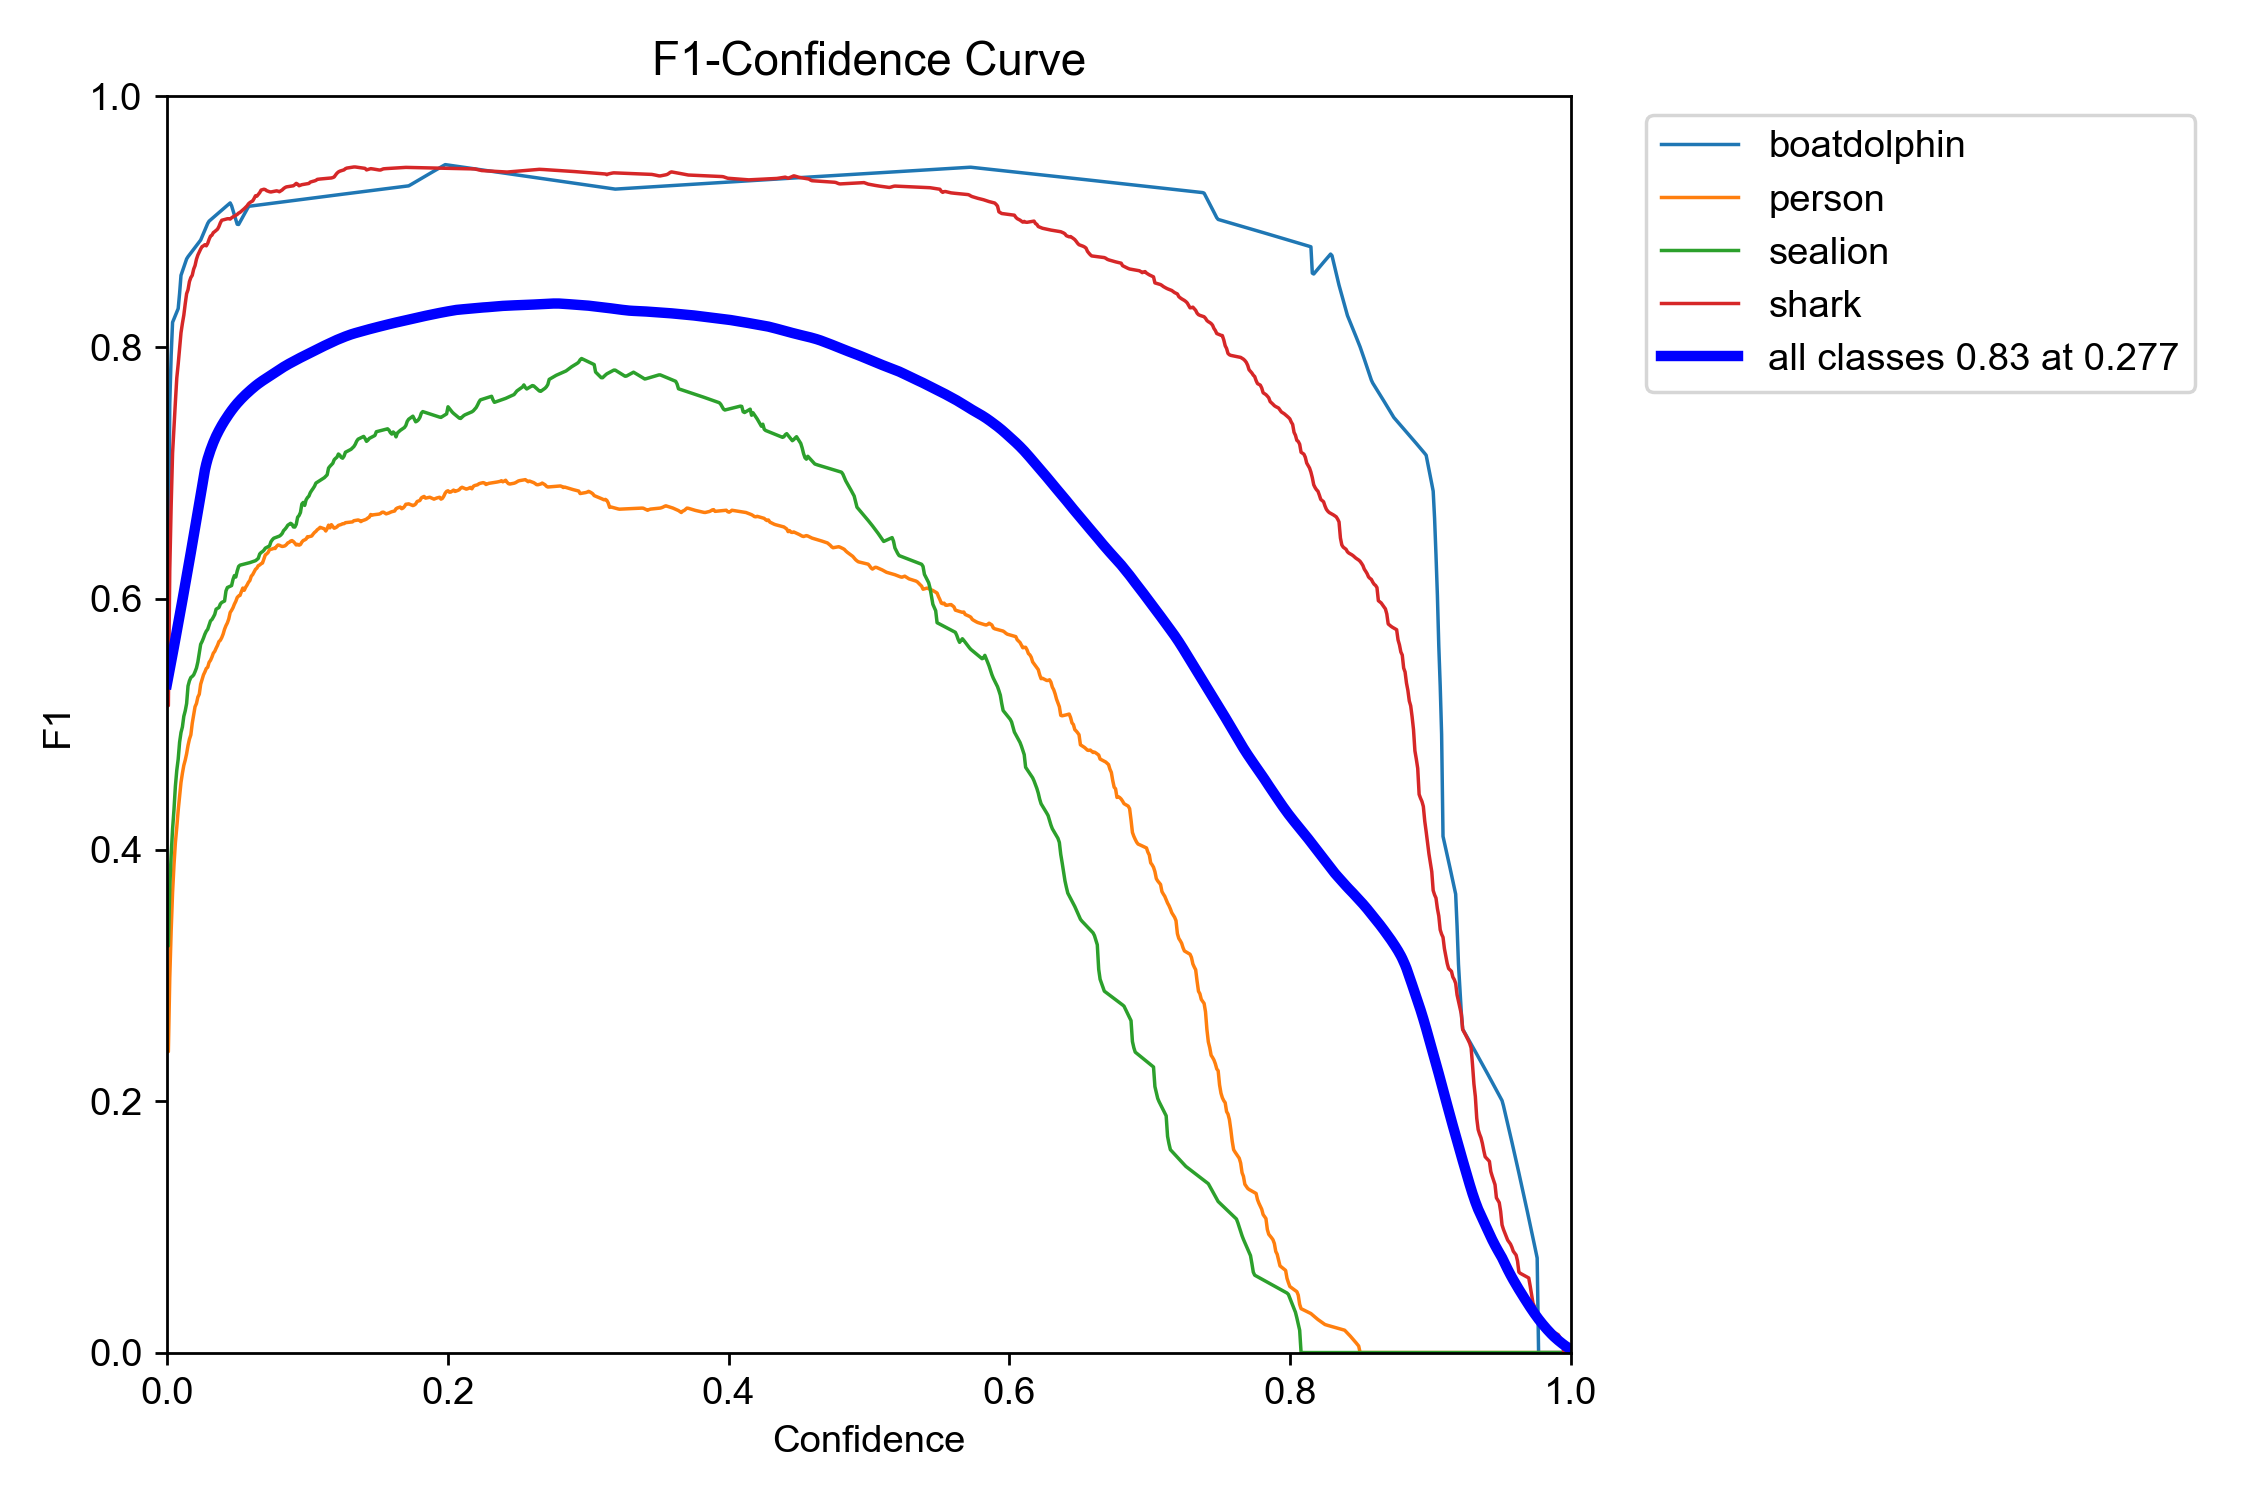 F1-Confidence Curve
1.0
0.8
0.6
0.4
0.2
0.0
F1
0.0 0.2 0.4 0.6 0.8 1.0
Confidence
boatdolphin
person
sealion
shark
all classes 0.83 at 0.277